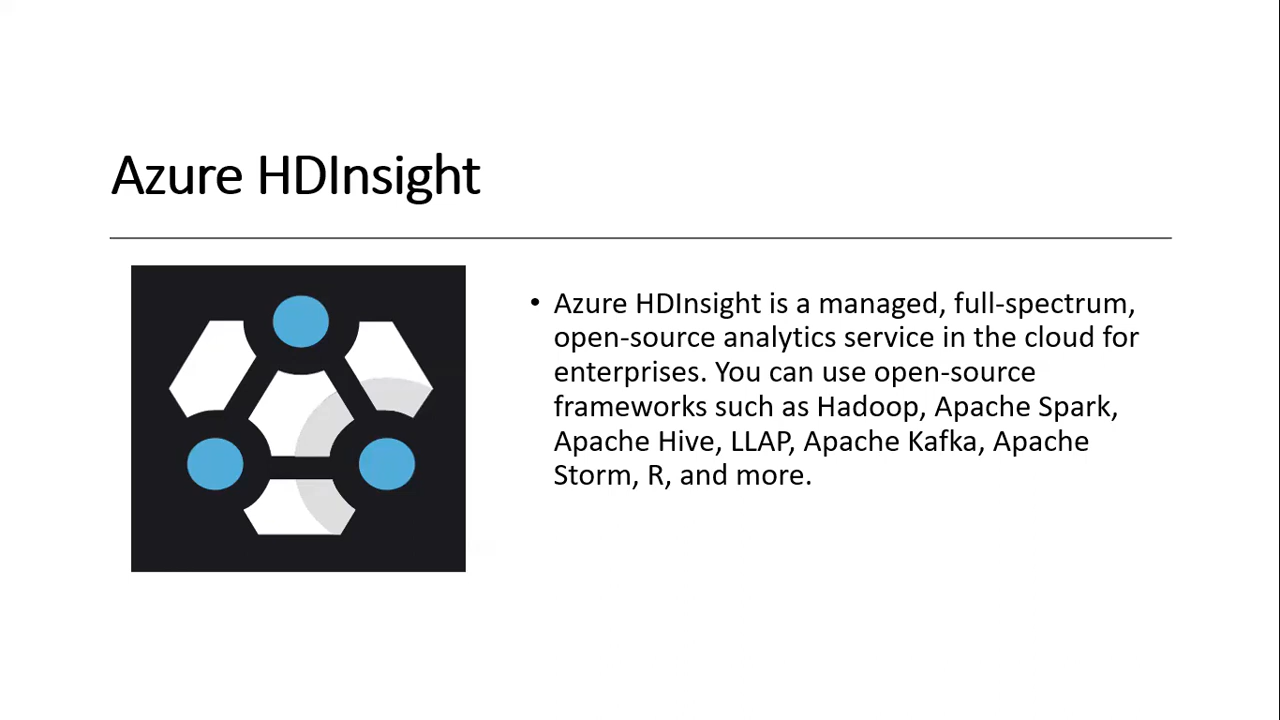 Azure HDInsight
• Azure HDInsight is a managed, full-spectrum,
open-source analytics service in the cloud for
enterprises. You can use open-source
frameworks such as Hadoop, Apache Spark,
Apache Hive, LLAP, Apache Kafka, Apache
Storm, R, and more.